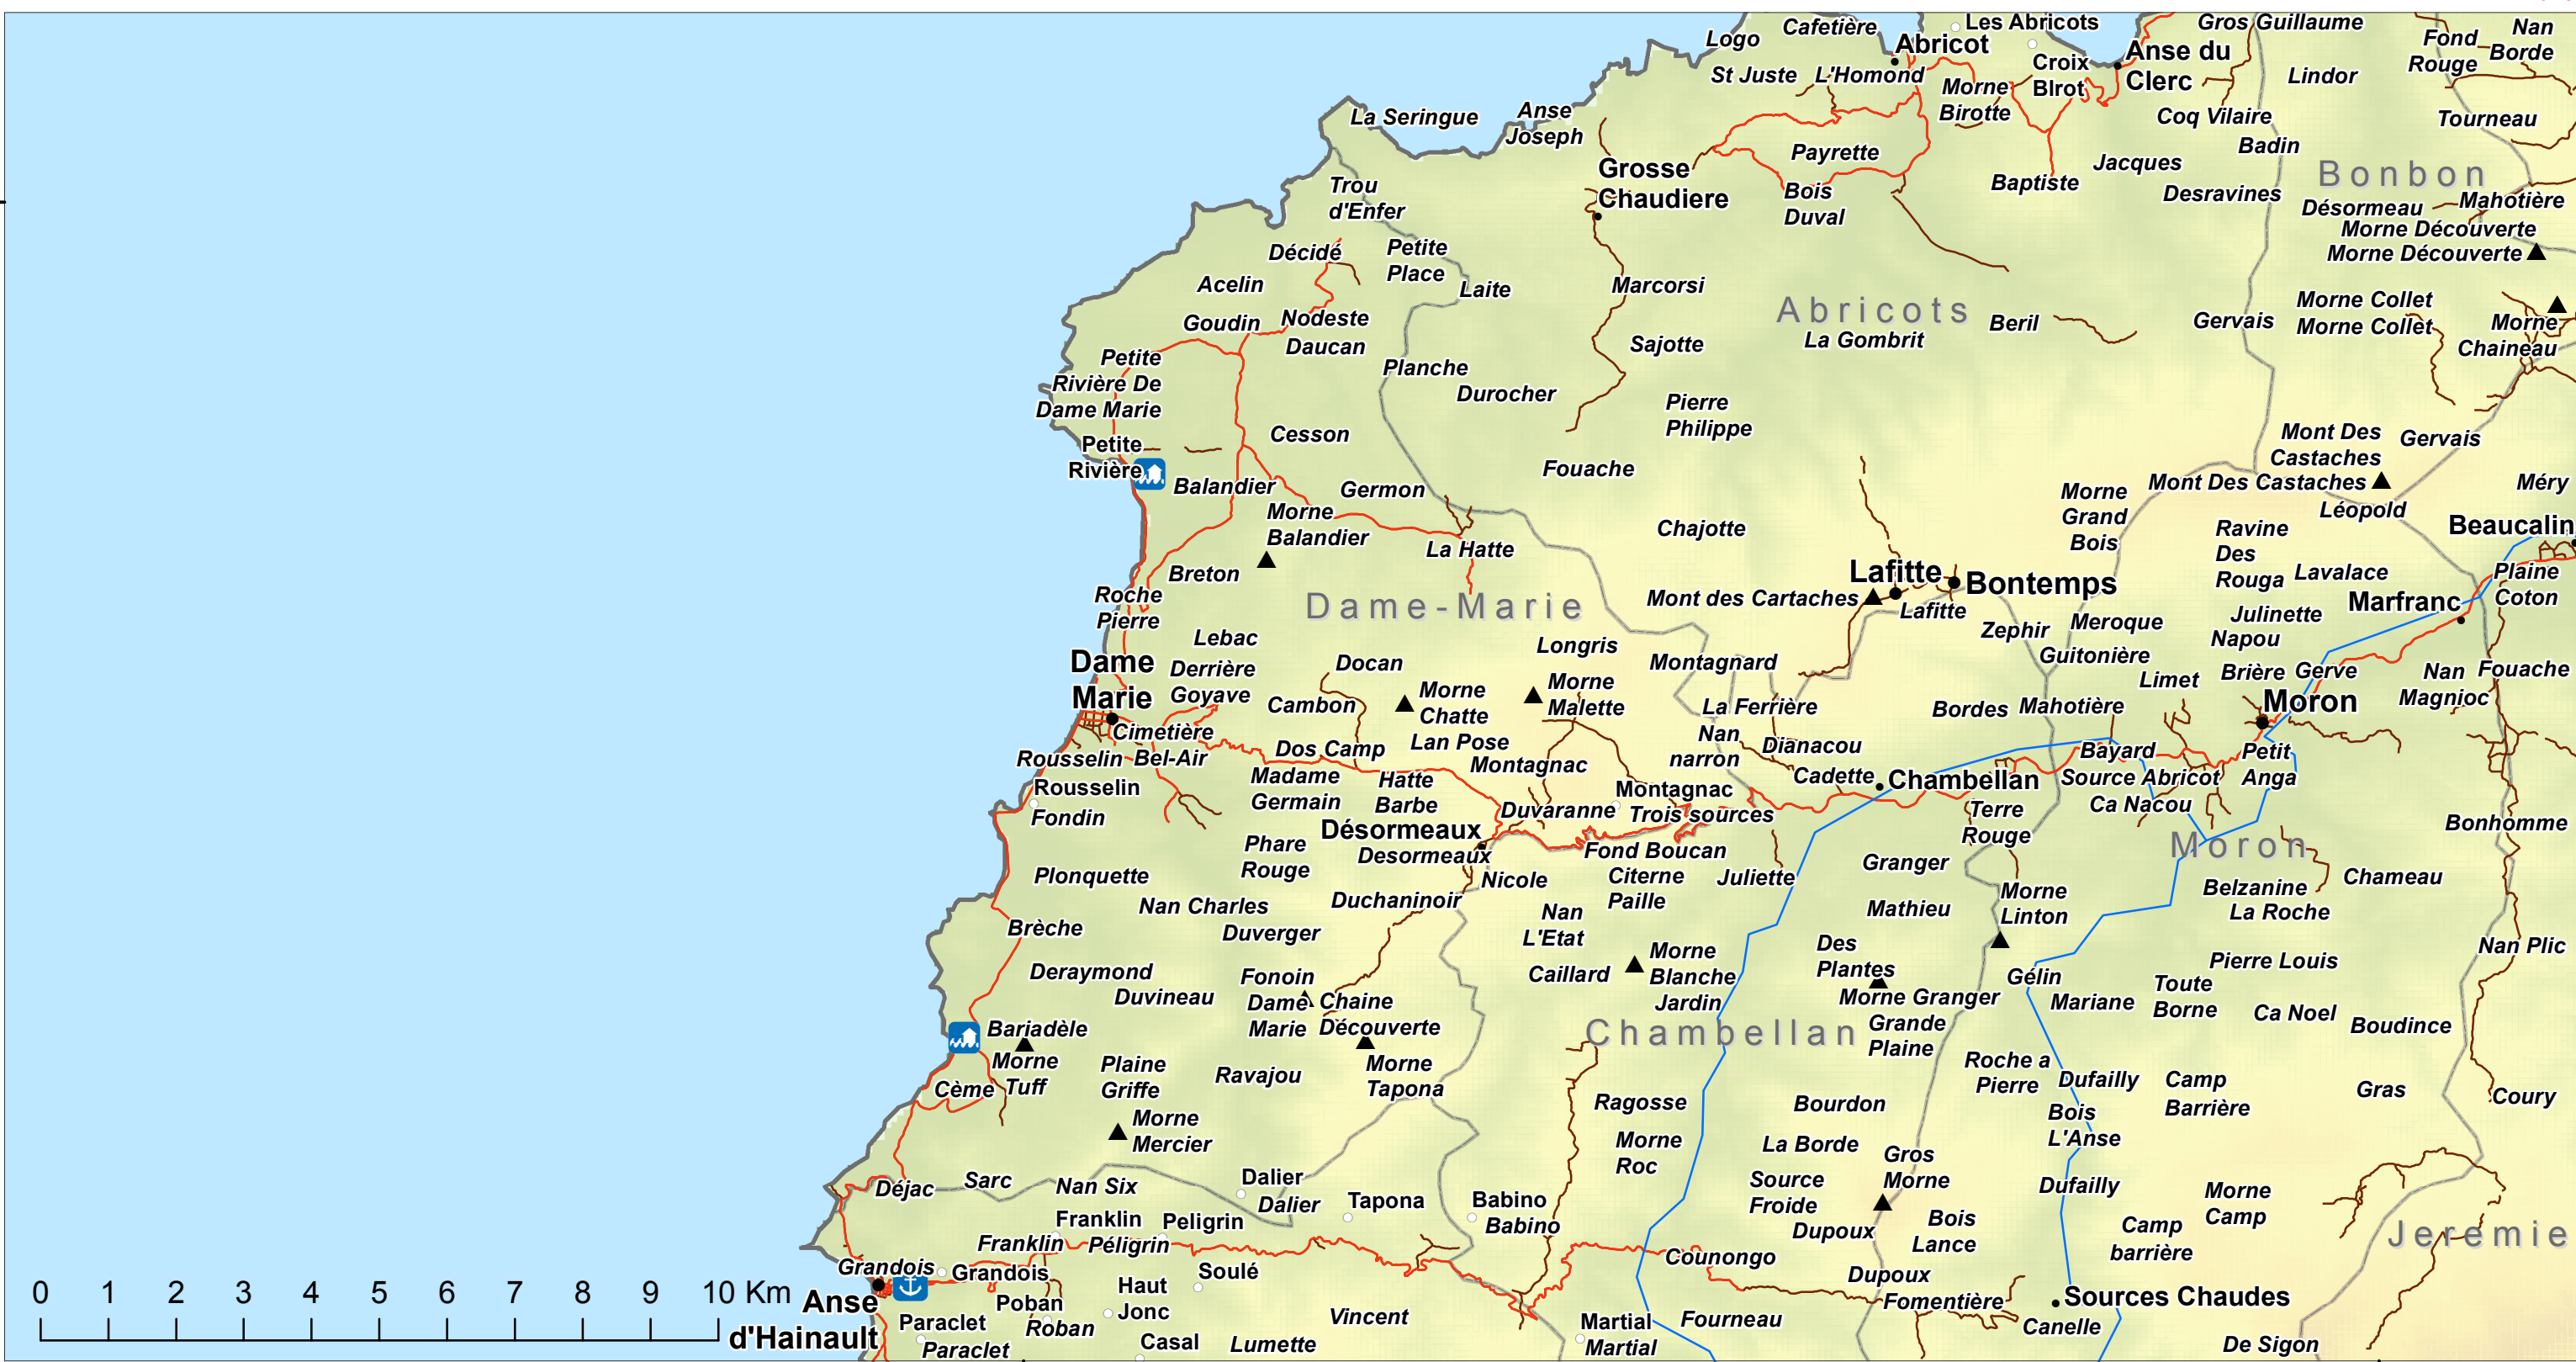 Cafetière
Les Abricots
Gros Guillaume
Nan
Borde
Logo
Abricot
Croix
BIrot
Anse du
Clerc
Fond
Rouge
St Juste
L'Homond
Morne
Birotte
Lindor
La Seringue
Anse
Joseph
Coq Vilaire
Tourneau
Badin
Payrette
Jacques
Grosse
Chaudiere
Bonbon
Trou
d'Enfer
Bois
Duval
Baptiste
Desravines
Désormeau
Mahotière
Morne Découverte
Morne Découverte
Décidé
Petite
Place
Acelin
Laite
Marcorsi
Abricots
Morne Collet
Morne Collet
Goudin
Nodeste
Daucan
Sajotte
La Gombrit
Beril
Gervais
Morne
Chaineau
Petite
Rivière De
Dame Marie
Planche
Durocher
Pierre
Philippe
Petite
Rivière
Cesson
Mont Des
Castaches
Gervais
Fouache
Balandier
Germon
Mont Des Castaches
Méry
Morne
Balandier
Morne
Grand
Bois
Léopold
Chajotte
Ravine
Des
Rouga
Beaucalin
La Hatte
Breton
Lafitte
Bontemps
Lavalace
Plaine
Coton
Roche
Pierre
Dame-Marie
Mont des Cartaches
Lafitte
Marfranc
Julinette
Lebac
Longris
Zephir
Meroque
Napou
Dame
Marie
Derrière
Goyave
Docan
Montagnard
Guitonière
Limet
Brière
Gerve
Nan
Magnioc
Fouache
Cambon
Morne
Chatte
Morne
Malette
La Ferrière
Bordes
Mahotière
Moron
Cimetière
Lan Pose
Nan
narron
Dianacou
Rousselin
Bel-Air
Dos Camp
Montagnac
Cadette
Chambellan
Bayard
Petit
Anga
Rousselin
Madame
Germain
Hatte
Barbe
Montagnac
Source Abricot
Fondin
Duvaranne
Trois sources
Terre
Rouge
Ca Nacou
Désormeaux
Desormeaux
Bonhomme
Phare
Rouge
Fond Boucan
Moron
Plonquette
Nicole
Citerne
Paille
Juliette
Granger
Chameau
Duchaninoir
Belzanine
Nan Charles
Nan
L'Etat
Mathieu
Morne
Linton
La Roche
Brèche
Duverger
Nan Plic
Morne
Blanche
Des
Plantes
Pierre Louis
Deraymond
Fonoin
Caillard
Gélin
Toute
Borne
Duvineau
Dame
Marie
Chaine
Découverte
Jardin
Morne Granger
Mariane
Ca Noel
Bariadèle
Chambellan
Grande
Plaine
Boudince
Morne
Tuff
Plaine
Griffe
Ravajou
Morne
Tapona
Roche a
Pierre
Dufailly
Camp
Barrière
Gras
Coury
Cème
Ragosse
Bourdon
Bois
L'Anse
Morne
Mercier
Morne
Roc
La Borde
Gros
Morne
Déjac
Sarc
Nan Six
Dalier
Dalier
Tapona
Babino
Babino
Source
Froide
Dufailly
Morne
Camp
Franklin
Peligrin
Dupoux
Bois
Lance
Camp
barrière
Jeremie
Franklin
Péligrin
Counongo
Grandois
Grandois
Soulé
Dupoux
Haut
Jonc
Fomentière
Sources Chaudes
0 1 2 3 4 5 6 7 8 9 10 Km
Anse
d'Hainault
Poban
Roban
Paraclet
Paraclet
Casal
Lumette
Vincent
Martial
Martial
Fourneau
Canelle
De Sigon